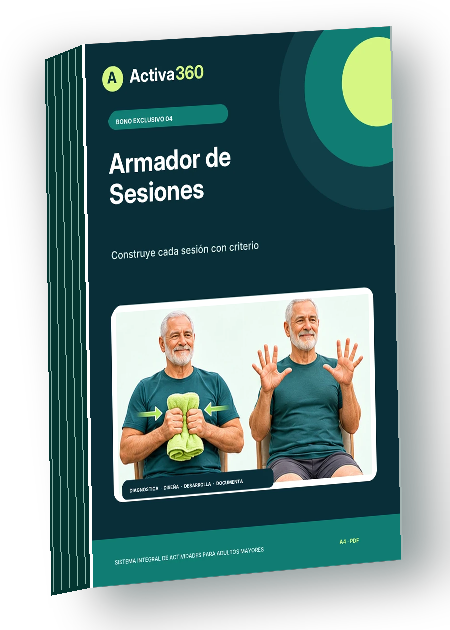 A Activa360
BONO EXCLUSIVO 04
Armador de
Sesiones
Construye cada sesión con criterio
DIAGNOSTICA · DISEÑA · DESARROLLA · DOCUMENTA
SISTEMA INTEGRAL DE ACTIVIDADES PARA ADULTOS MAYORES
A4 · PDF